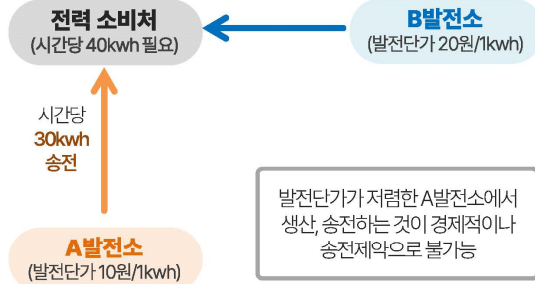 전력 소비처
(시간당 40kwh 필요)
B발전소
(발전단가 20원/1kwh)
시간당
30kwh
송전
발전단가가 저렴한 A발전소에서
생산, 송전하는 것이 경제적이나
송전제약으로 불가능
A발전소
(발전단가 10원/1kwh)